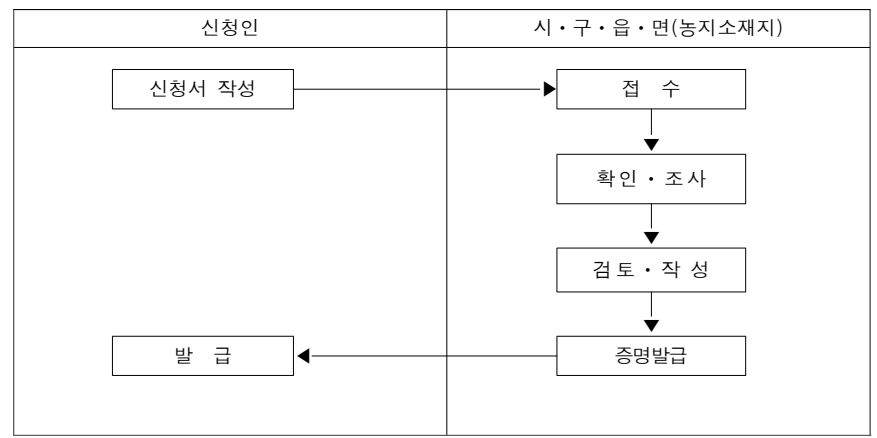 신청인
시・구・읍・면(농지소재지)
신청서 작성
접 수
확인・조사
검토・작 성
발 급
증명발급